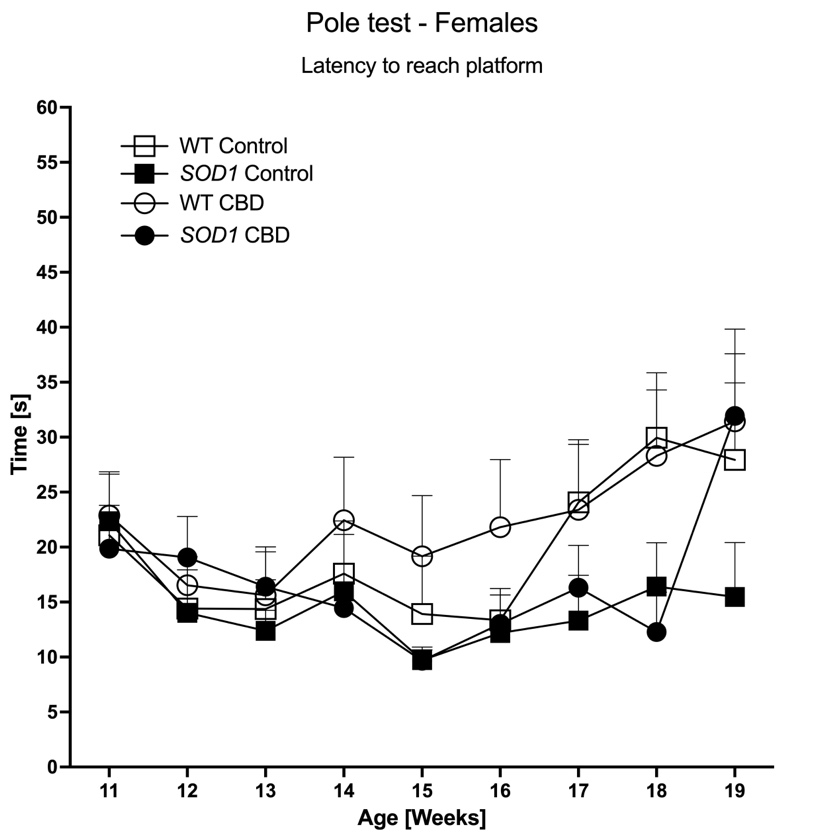 Pole test - Females
Latency to reach platform
60
55
50
45
40
35
30
25
20
15
10
5
0
Time [s]
WT Control
SOD1 Control
WT CBD
SOD1 CBD
11 12 13 14 15 16 17 18 19
Age [Weeks]